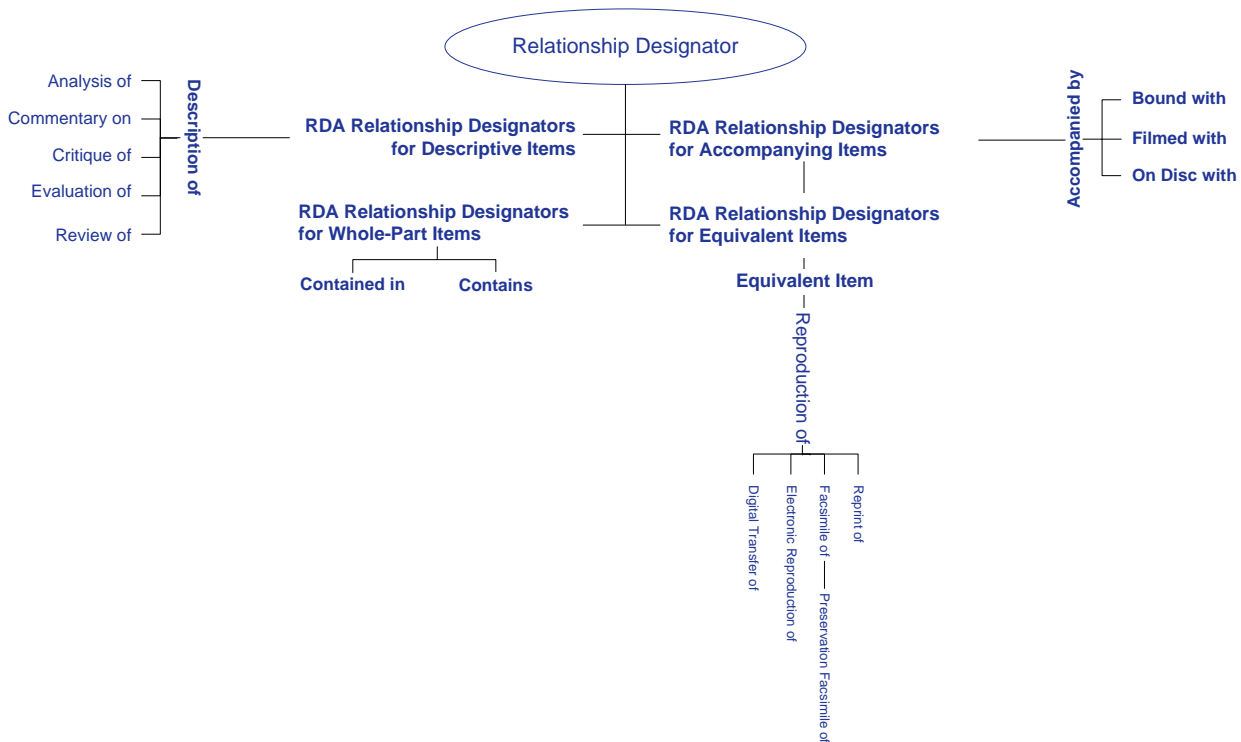 Relationship Designator
Analysis of
Commentary on
Critique of
Evaluation of
Review of
Description of
RDA Relationship Designators
for Descriptive Items
RDA Relationship Designators
for Accompanying Items
Accompanied by
Bound with
Filmed with
On Disc with
RDA Relationship Designators
for Whole-Part Items
Contained in
Contains
RDA Relationship Designators
for Equivalent Items
Equivalent Item
Reproduction of
Digital Transfer of
Electronic Reproduction of
Facsimile of
Preservation Facsimile of
Reprint of